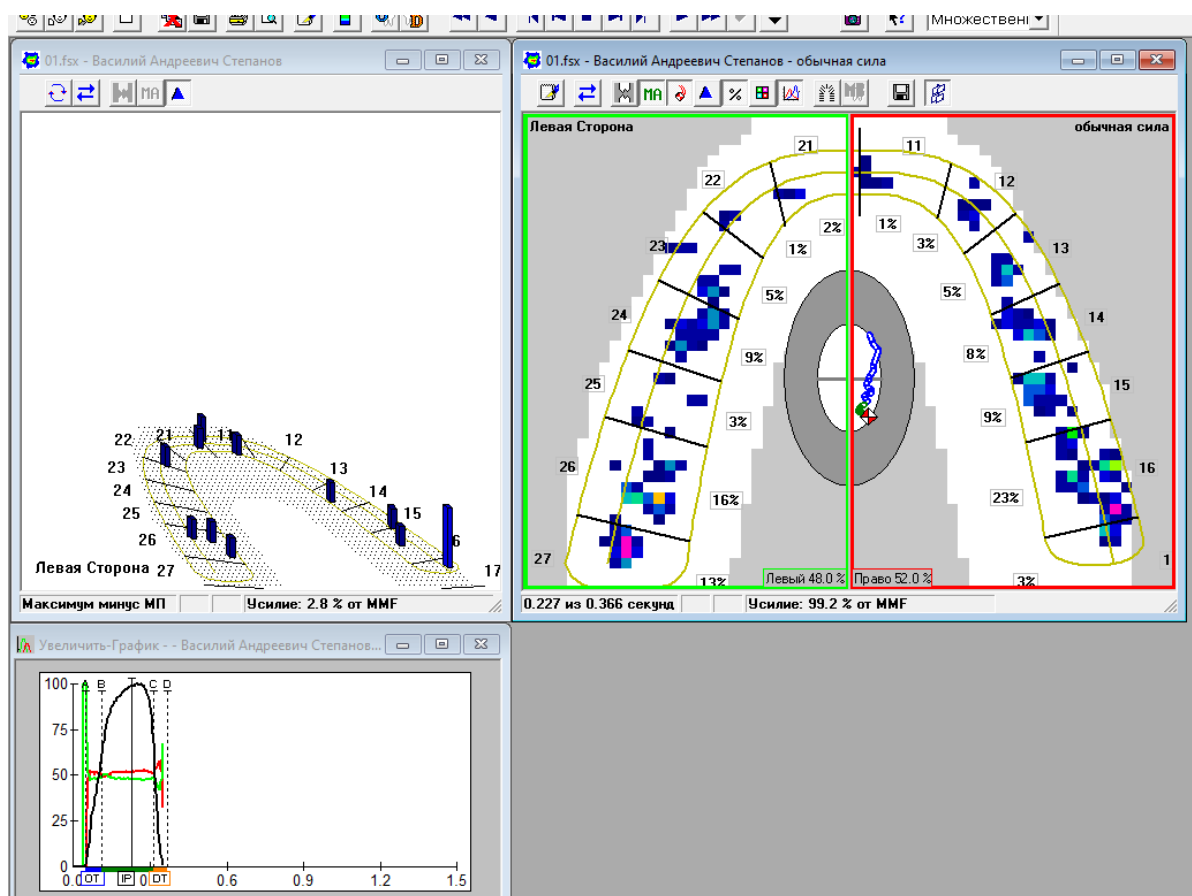 Множественн
01.fsx - Василий Андреевич Степанов
MA
22
21
11
12
23
13
24
14
25
15
26
6
Левая Сторона
27
17
Максимум минус МП
Усилие: 2.8 % от MMF
01.fsx - Василий Андреевич Степанов - обычная сила
MA
%
Левая Сторона
обычная сила
21
11
22
12
2%
1%
23
1%
3%
13
5%
5%
24
14
9%
8%
25
15
3%
9%
26
16
16%
23%
27
1
13%
Левый 48.0 %
Право 52.0 %
3%
0.227 из 0.366 секунд
Усилие: 99.2 % от MMF
Увеличить-График - - Василий Андреевич Степанов...
100
A
B
C
D
75
50
25
0
0.0
OT
IP
0
DT
0.6
0.9
1.2
1.5